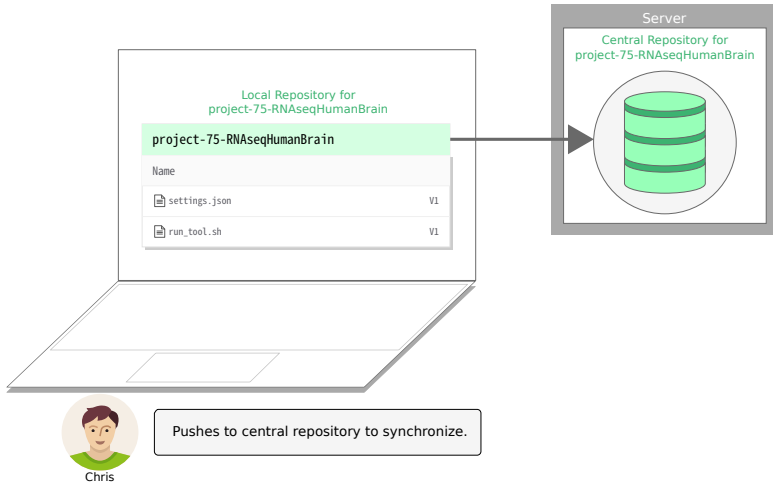 Server
Central Repository for
project-75-RNAseqHumanBrain
Local Repository for
project-75-RNAseqHumanBrain
project-75-RNAseqHumanBrain
Name
settings.json V1
run_tool.sh V1
Pushes to central repository to synchronize.
Chris